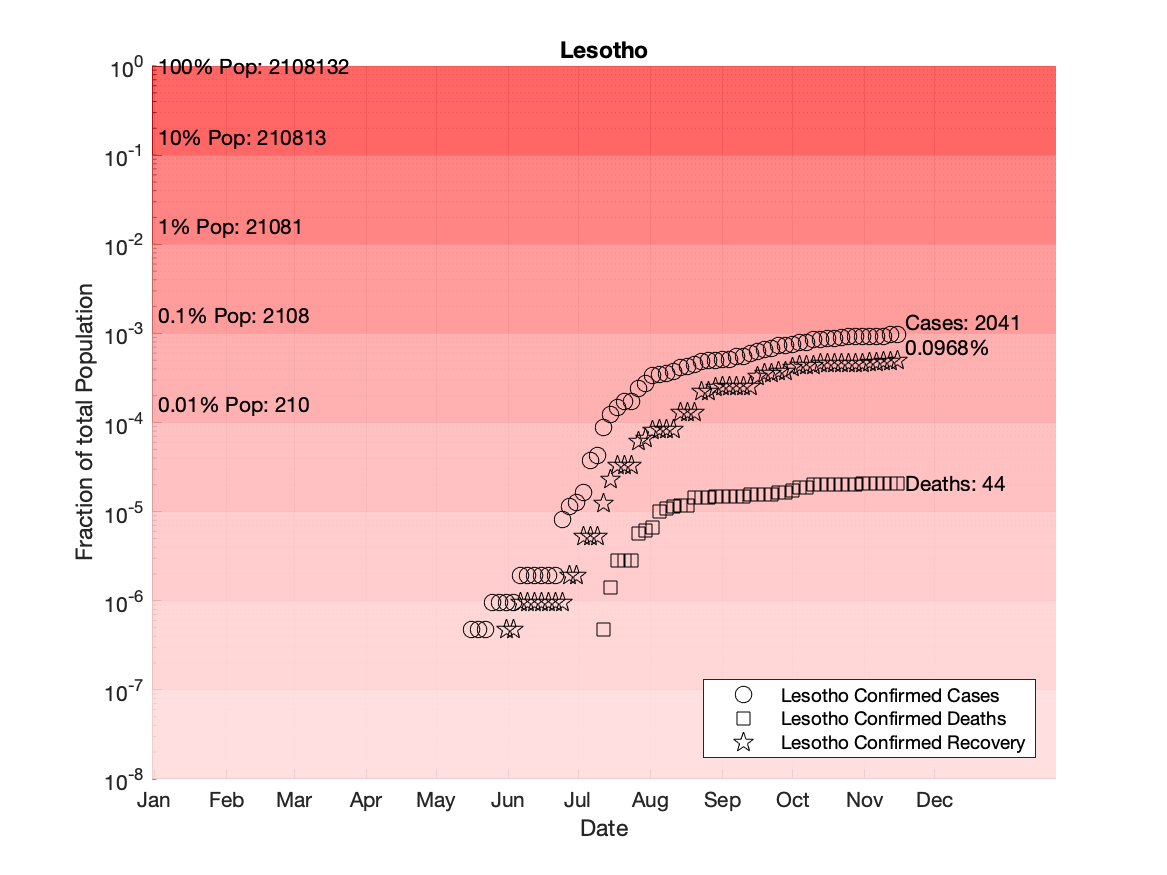 Lesotho
10^0
10^-1
10^-2
10^-3
10^-4
10^-5
10^-6
10^-7
10^-8
Fraction of total Population
100% Pop: 2108132
10% Pop: 210813
1% Pop: 21081
0.1% Pop: 2108
0.01% Pop: 210
Cases: 2041
0.0968%
Deaths: 44
Lesotho Confirmed Cases
Lesotho Confirmed Deaths
Lesotho Confirmed Recovery
Jan Feb Mar Apr May Jun Jul Aug Sep Oct Nov Dec
Date